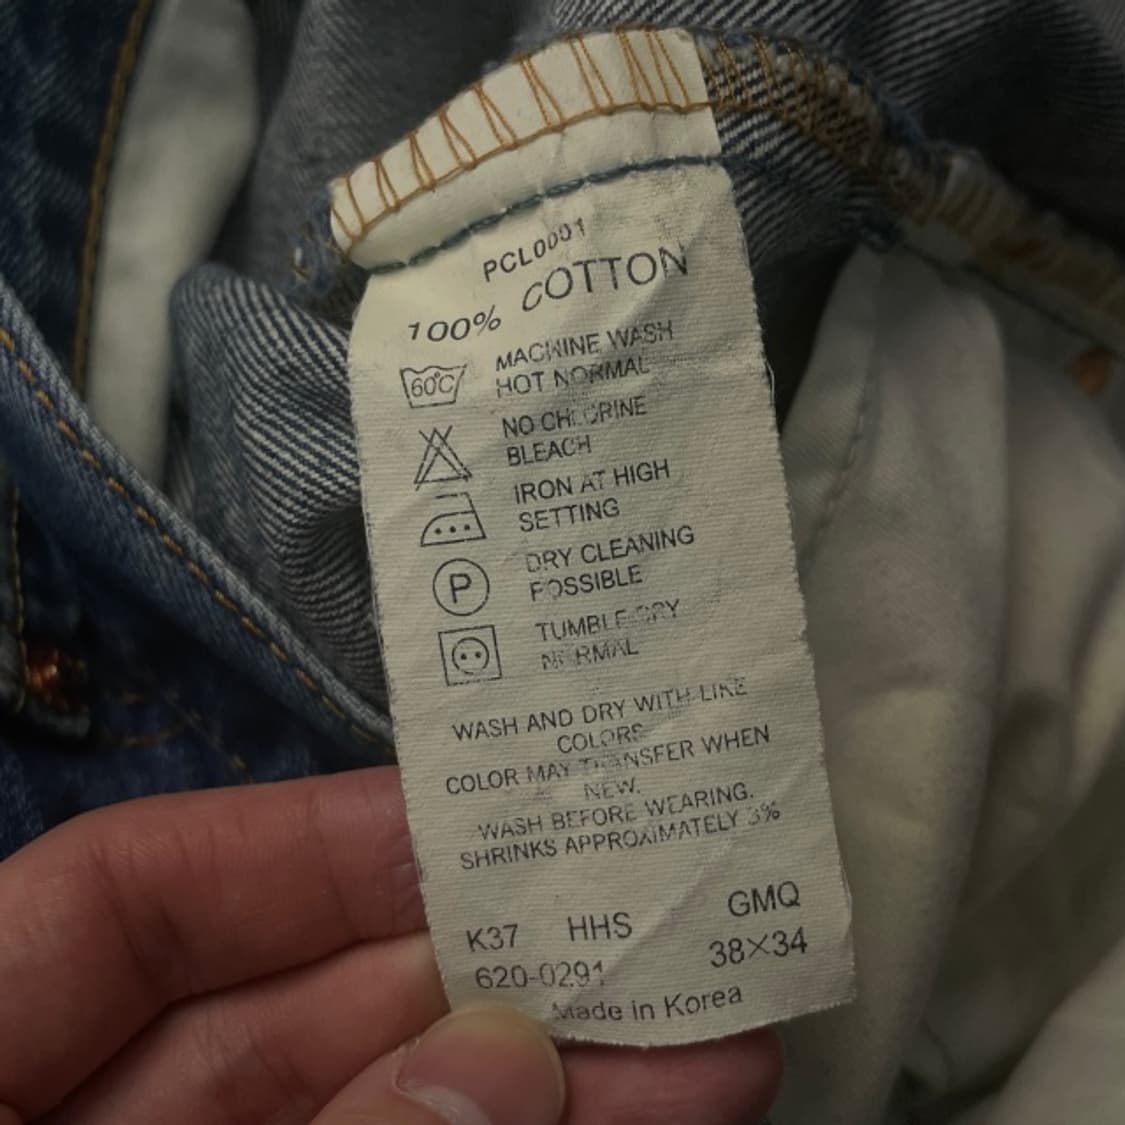 PCL0001
100% COTTON
60°C
MACHINE WASH
HOT NORMAL
NO CHLORINE
BLEACH
IRON AT HIGH
SETTING
P
DRY CLEANING
POSSIBLE
TUMBLE DRY
NORMAL
WASH AND DRY WITH LIKE
COLORS
COLOR MAY TRANSFER WHEN
NEW.
WASH BEFORE WEARING.
SHRINKS APPROXIMATELY 3%
K37 HHS GMQ
620-0291 38×34
Made in Korea